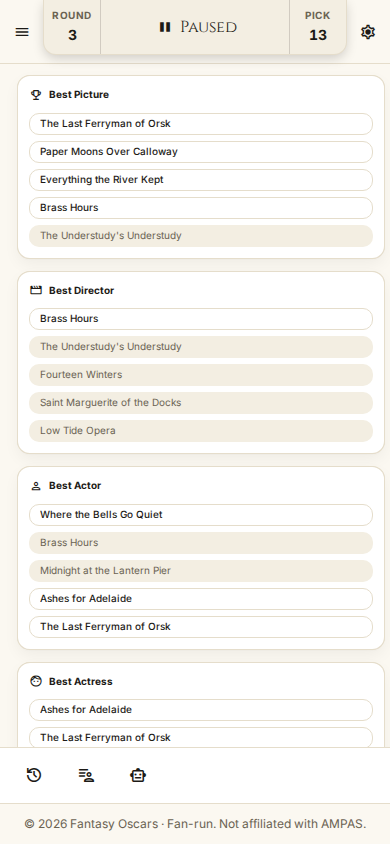 ROUND
3
PAUSED
PICK
13
Best Picture
The Last Ferryman of Orsk
Paper Moons Over Calloway
Everything the River Kept
Brass Hours
The Understudy's Understudy
Best Director
Brass Hours
The Understudy's Understudy
Fourteen Winters
Saint Marguerite of the Docks
Low Tide Opera
Best Actor
Where the Bells Go Quiet
Brass Hours
Midnight at the Lantern Pier
Ashes for Adelaide
The Last Ferryman of Orsk
Best Actress
Ashes for Adelaide
The Last Ferryman of Orsk
© 2026 Fantasy Oscars · Fan-run. Not affiliated with AMPAS.